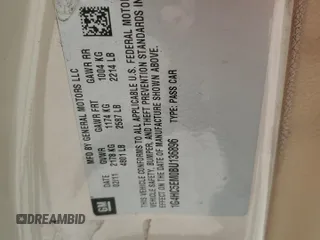 MFD BY GENERAL MOTORS LLC
DATE GVWR GAWR FRT GAWR RR
02/11 2178 KG 1174 KG 1004 KG
4801 LB 2587 LB 2214 LB
THIS VEHICLE CONFORMS TO ALL APPLICABLE U.S. FEDERAL MOTOR
VEHICLE SAFETY, BUMPER, AND THEFT PREVENTION STANDARDS IN
EFFECT ON THE DATE OF MANUFACTURE SHOWN ABOVE.
1G4HC5EM0BU136896 TYPE: PASS CAR
GM
DREAMBID